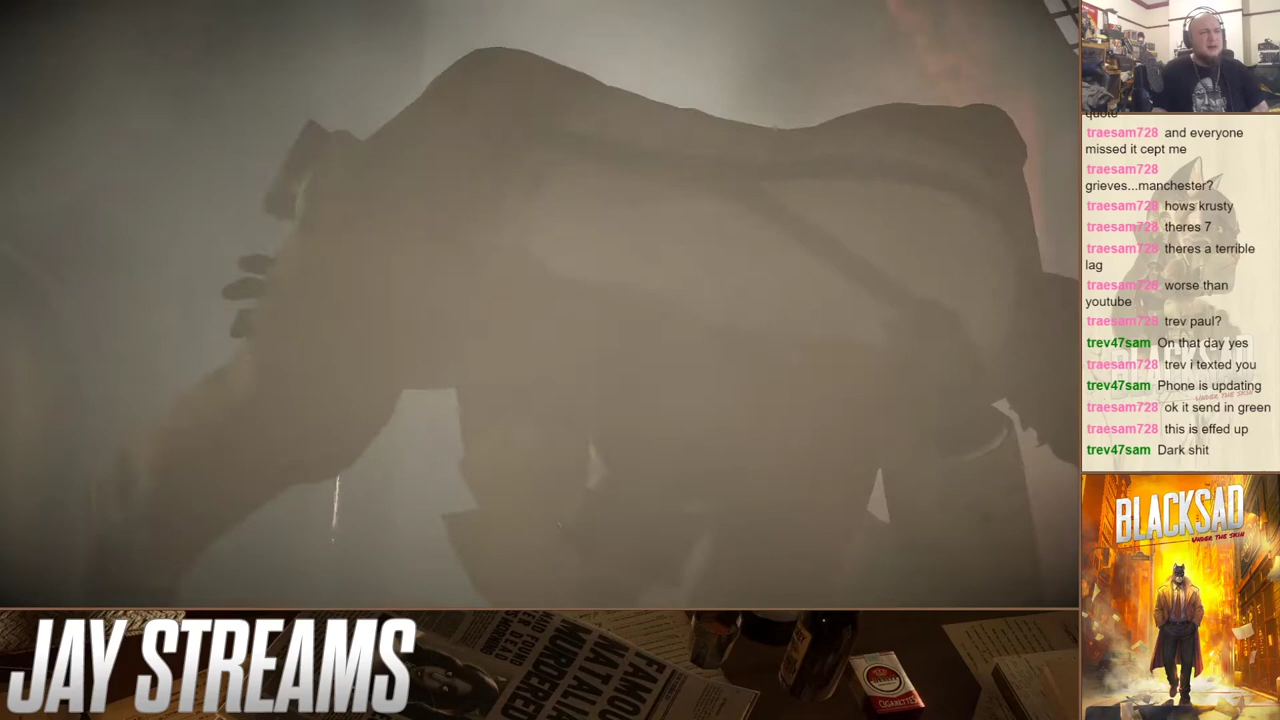 quote
traesam728 and everyone
missed it cept me
traesam728
grieves...manchester?
traesam728 hows krusty
traesam728 theres 7
traesam728 theres a terrible
lag
traesam728 worse than
youtube
traesam728 trev paul?
trev47sam On that day yes
traesam728 trev i texted you
trev47sam Phone is updating
traesam728 ok it send in green
traesam728 this is effed up
trev47sam Dark shit
BLACKSAD
UNDER THE SKIN
JAY STREAMS
MURDERED
NATALIA
FAMOU
CIGARETTES